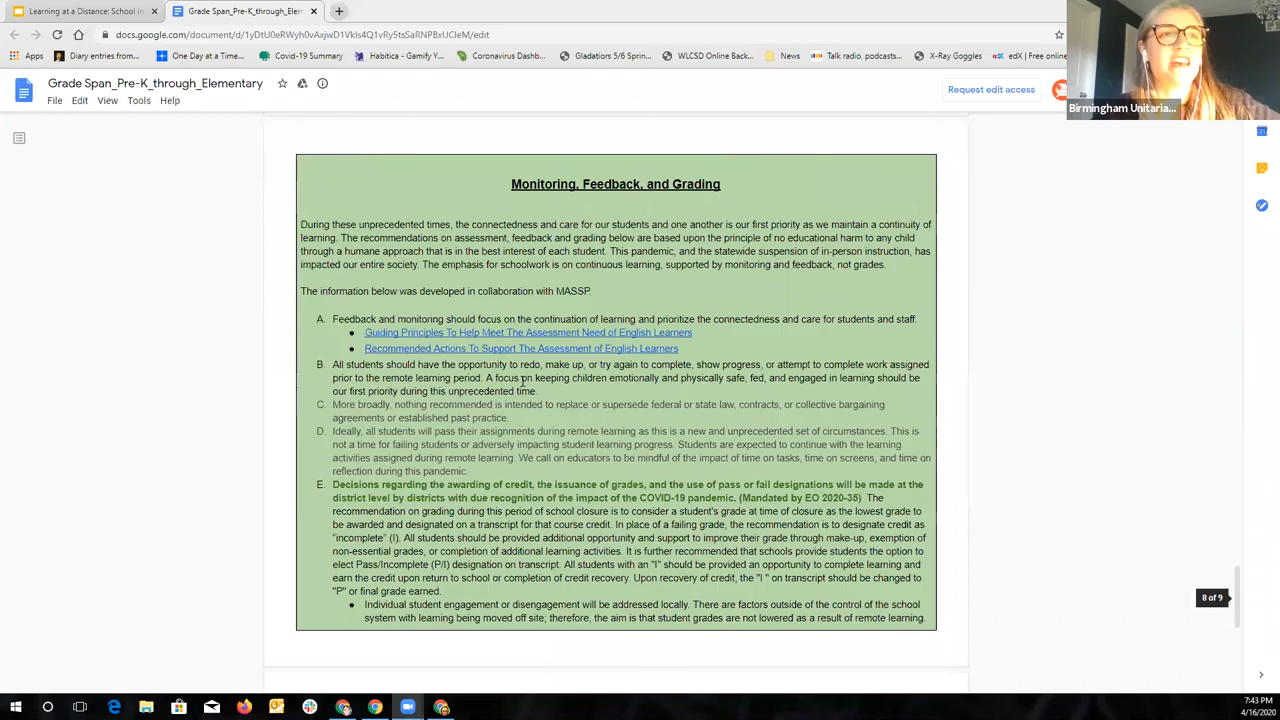 Learning at a Distance: School in
Grade Span_Pre-K_through_Elem
docs.google.com/document/d/1yDtU0eRWyh0vAxjwD1VkIs4Q1vRy5tsSaRNPBxUCIeM/edit
Apps
Diary entries from...
One Day at a Time...
Covid-19 Summary
Habitica - Gamify Y...
Coronavirus Dashb...
Gladiators 5/6 Sprin...
WLCSD Online Back...
News
Talk radio, podcasts...
X-Ray Goggles
edX | Free onlin
Grade Span_Pre-K_through_Elementary
File Edit View Tools Help
Request edit access
Birmingham Unitaria...
Monitoring, Feedback, and Grading
During these unprecedented times, the connectedness and care for our students and one another is our first priority as we maintain a continuity of
learning. The recommendations on assessment, feedback and grading below are based upon the principle of no educational harm to any child
through a humane approach that is in the best interest of each student. This pandemic, and the statewide suspension of in-person instruction, has
impacted our entire society. The emphasis for schoolwork is on continuous learning, supported by monitoring and feedback, not grades.
The information below was developed in collaboration with MASSP.
A. Feedback and monitoring should focus on the continuation of learning and prioritize the connectedness and care for students and staff.
● Guiding Principles To Help Meet The Assessment Need of English Learners
● Recommended Actions To Support The Assessment of English Learners
B. All students should have the opportunity to redo, make up, or try again to complete, show progress, or attempt to complete work assigned
prior to the remote learning period. A focus on keeping children emotionally and physically safe, fed, and engaged in learning should be
our first priority during this unprecedented time.
C. More broadly, nothing recommended is intended to replace or supersede federal or state law, contracts, or collective bargaining
agreements or established past practice.
D. Ideally, all students will pass their assignments during remote learning as this is a new and unprecedented set of circumstances. This is
not a time for failing students or adversely impacting student learning progress. Students are expected to continue with the learning
activities assigned during remote learning. We call on educators to be mindful of the impact of time on tasks, time on screens, and time on
reflection during this pandemic.
E. Decisions regarding the awarding of credit, the issuance of grades, and the use of pass or fail designations will be made at the
district level by districts with due recognition of the impact of the COVID-19 pandemic. (Mandated by EO 2020-35) The
recommendation on grading during this period of school closure is to consider a student's grade at time of closure as the lowest grade to
be awarded and designated on a transcript for that course credit. In place of a failing grade, the recommendation is to designate credit as
"incomplete" (I). All students should be provided additional opportunity and support to improve their grade through make-up, exemption of
non-essential grades, or completion of additional learning activities. It is further recommended that schools provide students the option to
elect Pass/Incomplete (P/I) designation on transcript. All students with an "I" should be provided an opportunity to complete learning and
earn the credit upon return to school or completion of credit recovery. Upon recovery of credit, the "I " on transcript should be changed to
"P" or final grade earned.
● Individual student engagement or disengagement will be addressed locally. There are factors outside of the control of the school
system with learning being moved off site; therefore, the aim is that student grades are not lowered as a result of remote learning.
8 of 9
7:43 PM
4/16/2020